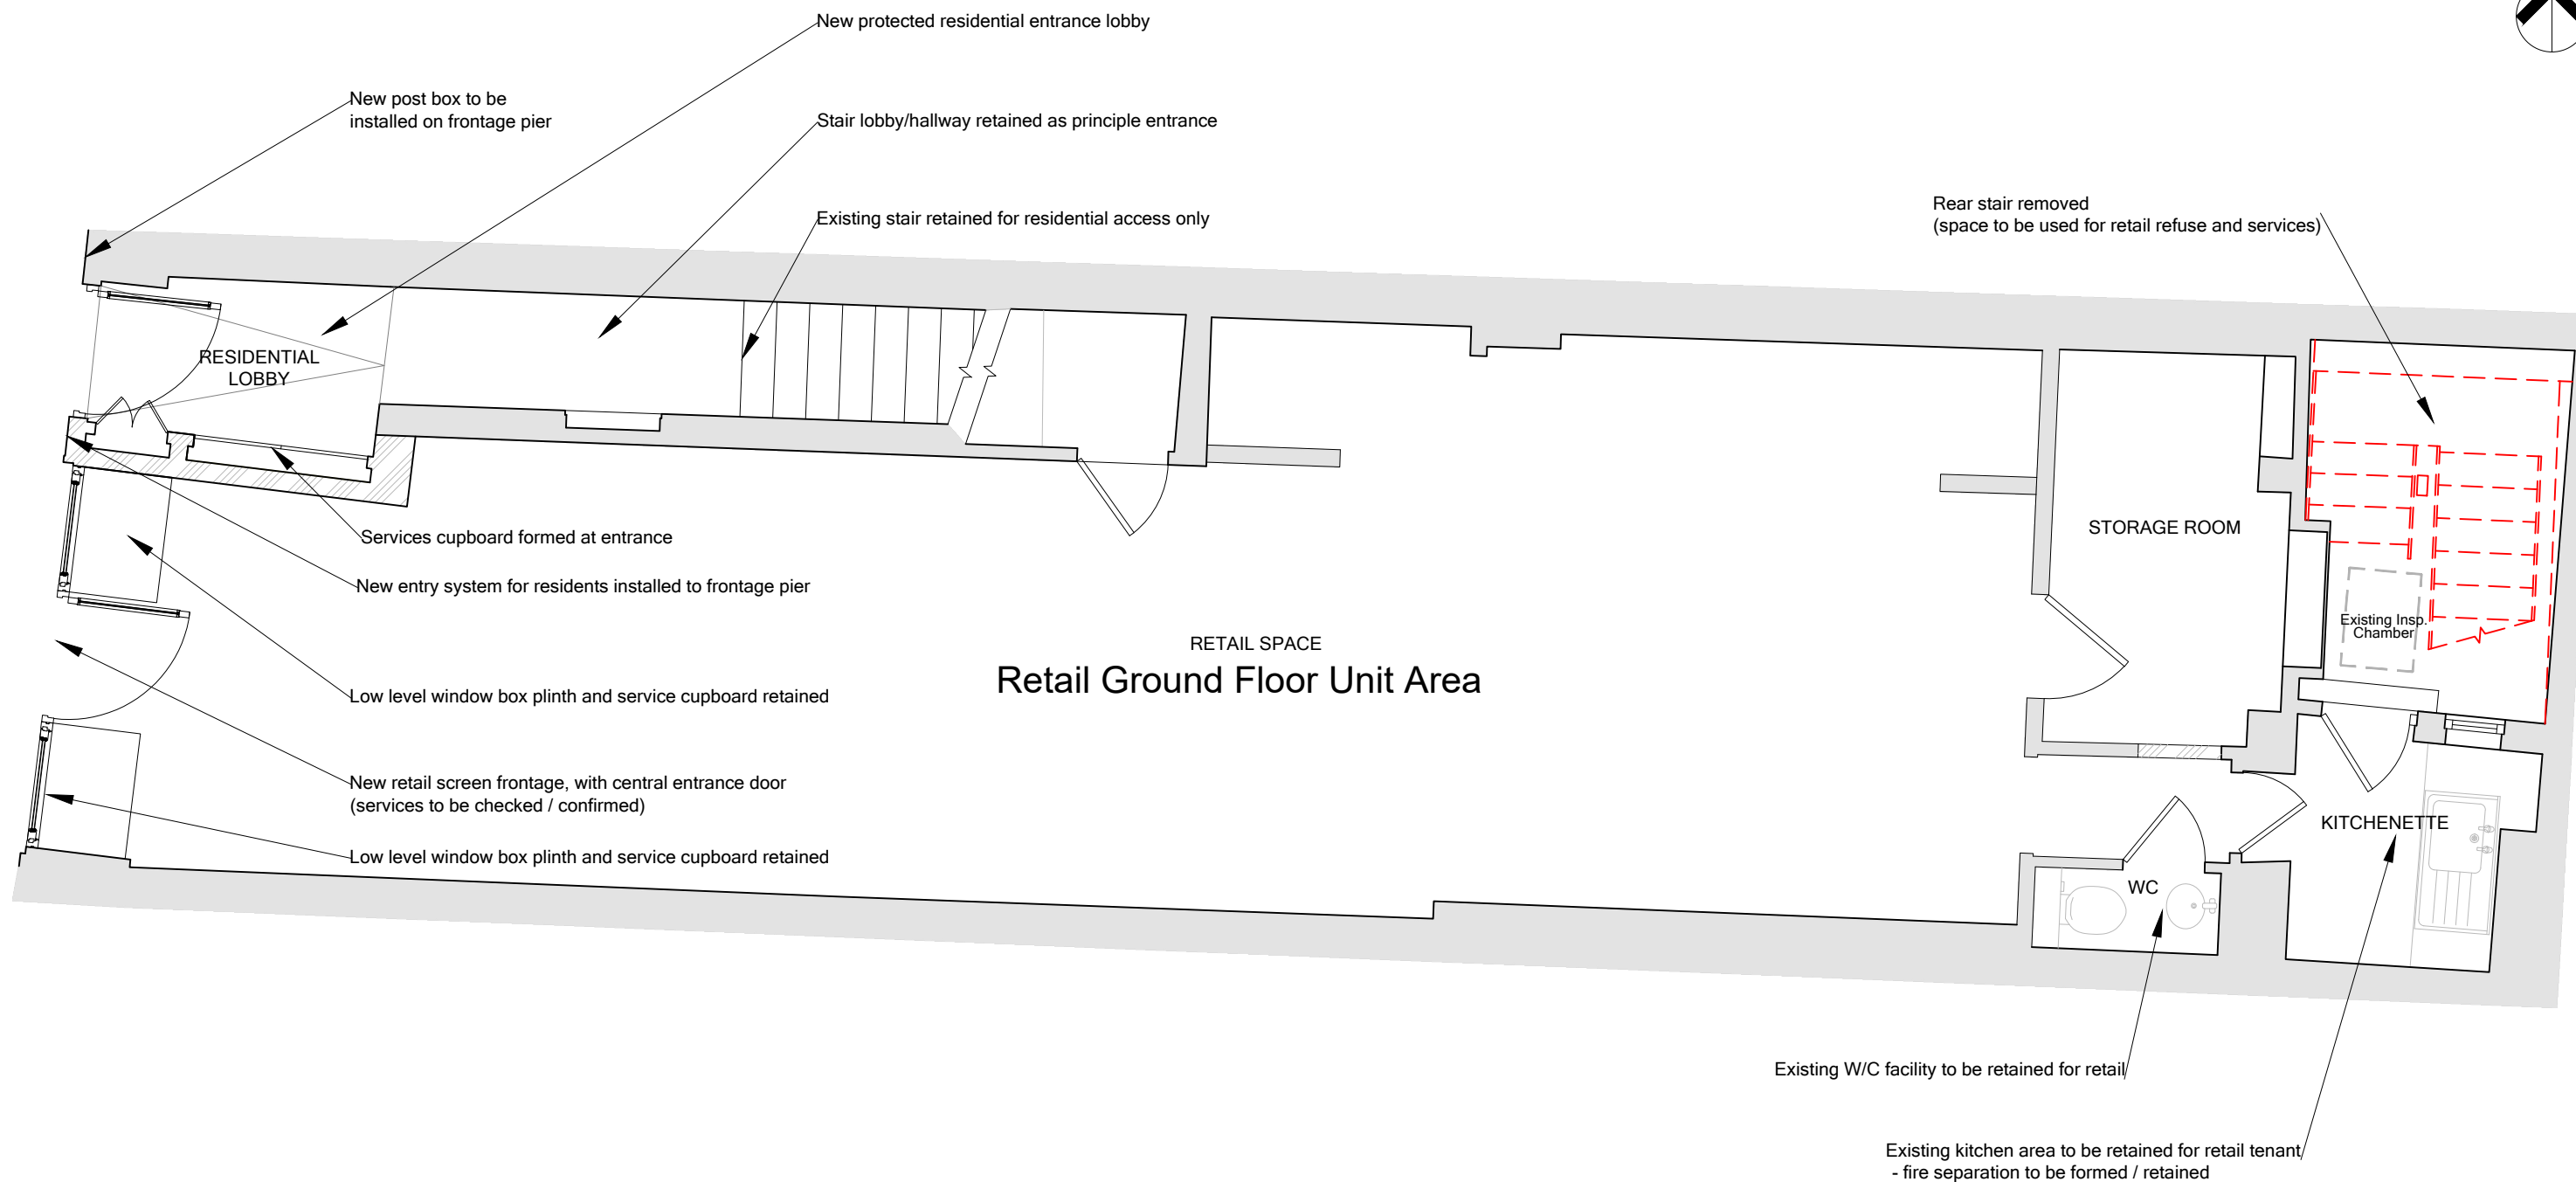 New protected residential entrance lobby
New post box to be
installed on frontage pier
Stair lobby/hallway retained as principle entrance
Existing stair retained for residential access only
Rear stair removed
(space to be used for retail refuse and services)
RESIDENTIAL
LOBBY
Services cupboard formed at entrance
New entry system for residents installed to frontage pier
STORAGE ROOM
Existing Insp.
Chamber
RETAIL SPACE
Retail Ground Floor Unit Area
Low level window box plinth and service cupboard retained
New retail screen frontage, with central entrance door
(services to be checked / confirmed)
Low level window box plinth and service cupboard retained
KITCHENETTE
WC
Existing W/C facility to be retained for retail
Existing kitchen area to be retained for retail tenant
- fire separation to be formed / retained